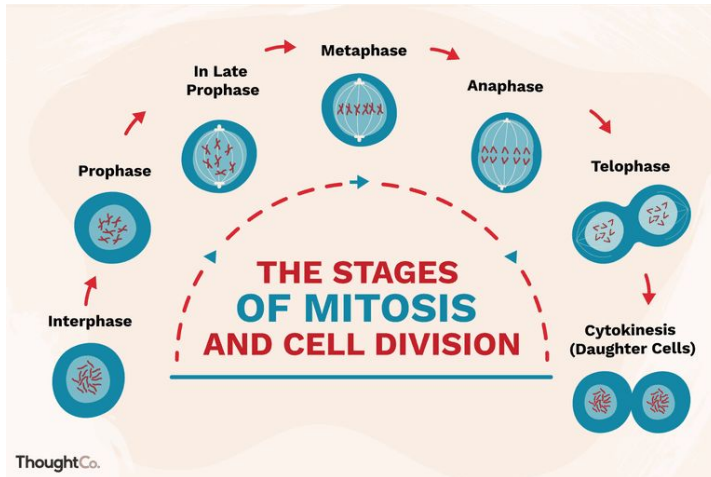 Metaphase
In Late
Prophase
Anaphase
Prophase
Telophase
Interphase
Cytokinesis
(Daughter Cells)
THE STAGES
OF MITOSIS
AND CELL DIVISION
ThoughtCo.